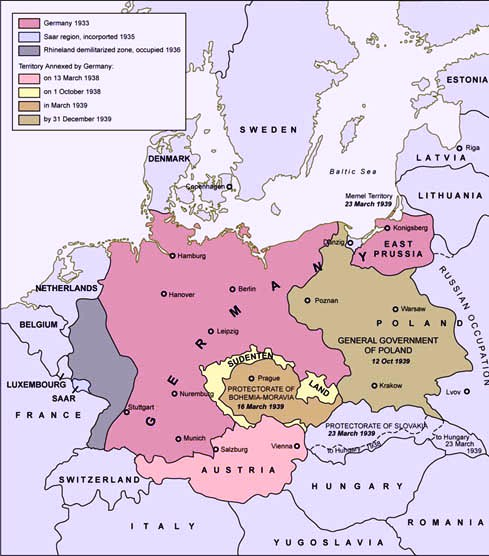 Germany 1933
Saar region, incorported 1935
Rhineland demilitarized zone, occupied 1936
Territory Annexed by Germany:
on 13 March 1938
on 1 October 1938
in March 1939
by 31 December 1939
ESTONIA
SWEDEN
Riga
LATVIA
DENMARK
Baltic Sea
Copenhagen
LITHUANIA
Memel Territory
23 March 1939
Konigsberg
EAST
PRUSSIA
Danzig
Hamburg
NETHERLANDS
Hanover
Berlin
Poznan
RUSSIAN OCCUPATION
Warsaw
POLAND
BELGIUM
Leipzig
GERMANY
GENERAL GOVERNMENT
OF POLAND
12 Oct 1939
SUDENTEN
LAND
Prague
PROTECTORATE OF
BOHEMIA-MORAVIA
16 March 1939
Krakow
Lvov
LUXEMBOURG
SAAR
FRANCE
Stuttgart
Nuremburg
PROTECTORATE OF SLOVAKIA
23 March 1939
to Hungary 1938
to Hungary
23 March
1939
Munich
Salzburg
Vienna
AUSTRIA
SWITZERLAND
HUNGARY
ROMANIA
ITALY
YUGOSLAVIA